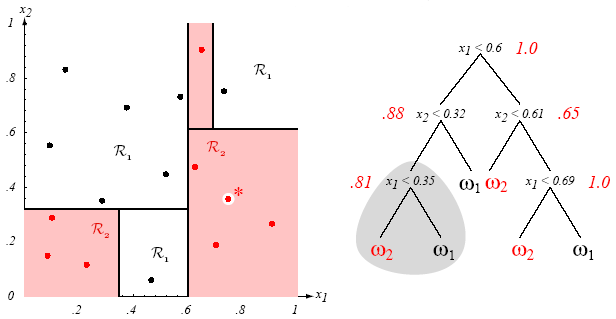 x₂
1
.8
.6
.4
.2
0
.2
.4
.6
.8
1
x₁
ℛ₁
ℛ₁
ℛ₂
*
ℛ₂
ℛ₁
x₁ < 0.6 1.0
.88 x₂ < 0.32 x₂ < 0.61 .65
.81 x₁ < 0.35 ω₁ ω₂ x₁ < 0.69 1.0
ω₂ ω₁ ω₂ ω₁